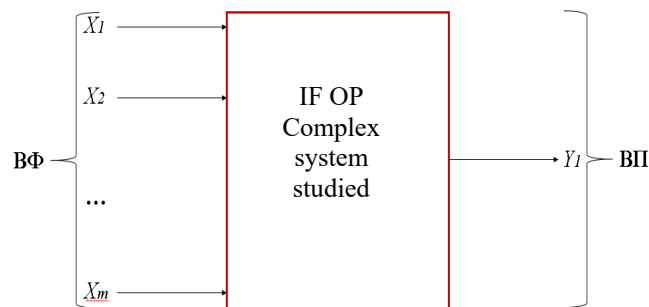 X1
X2
ВФ
...
Xm
IF OP
Complex
system
studied
Y1
ВП